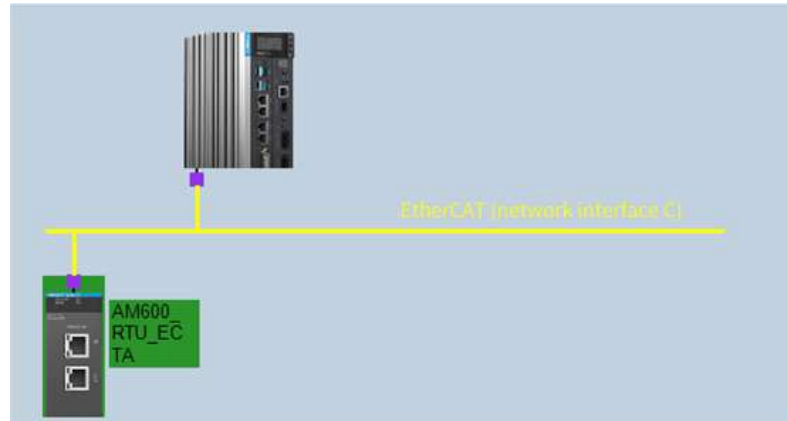 EtherCAT (network interface C)
AM600_
RTU_EC
TA